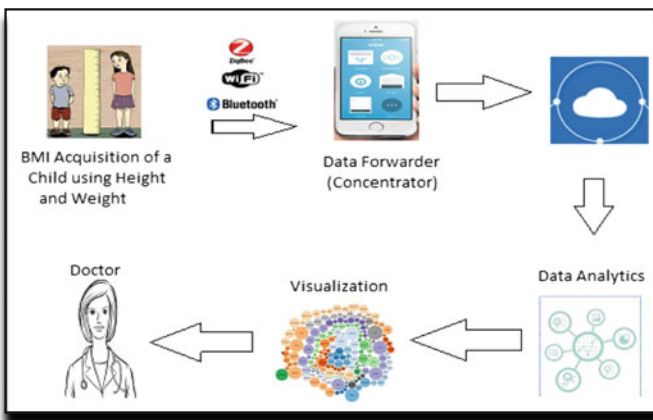 ZigBee
WiFi
Bluetooth
BMI Acquisition of a
Child using Height
and Weight
Data Forwarder
(Concentrator)
Data Analytics
Visualization
Doctor